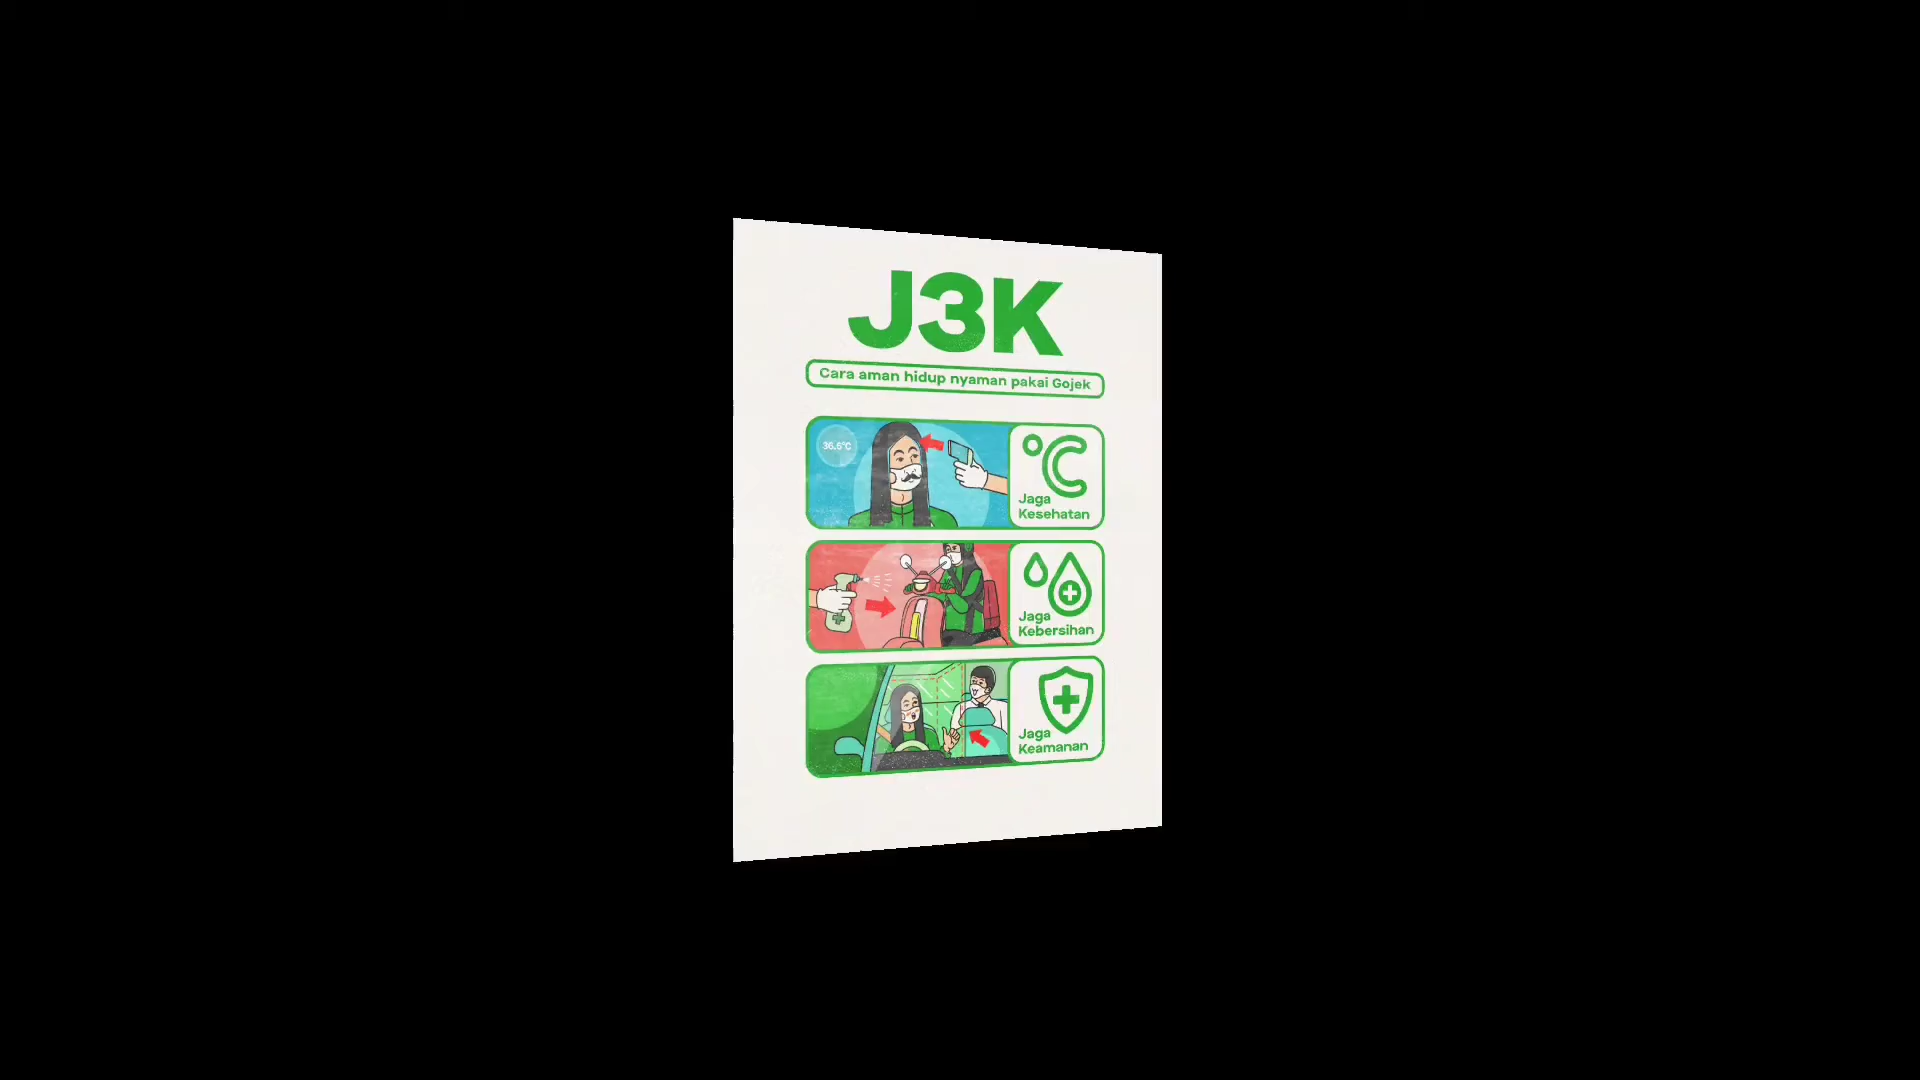 J3K
Cara aman hidup nyaman pakai Gojek
36.5°C
°C
Jaga
Kesehatan
Jaga
Kebersihan
Jaga
Keamanan